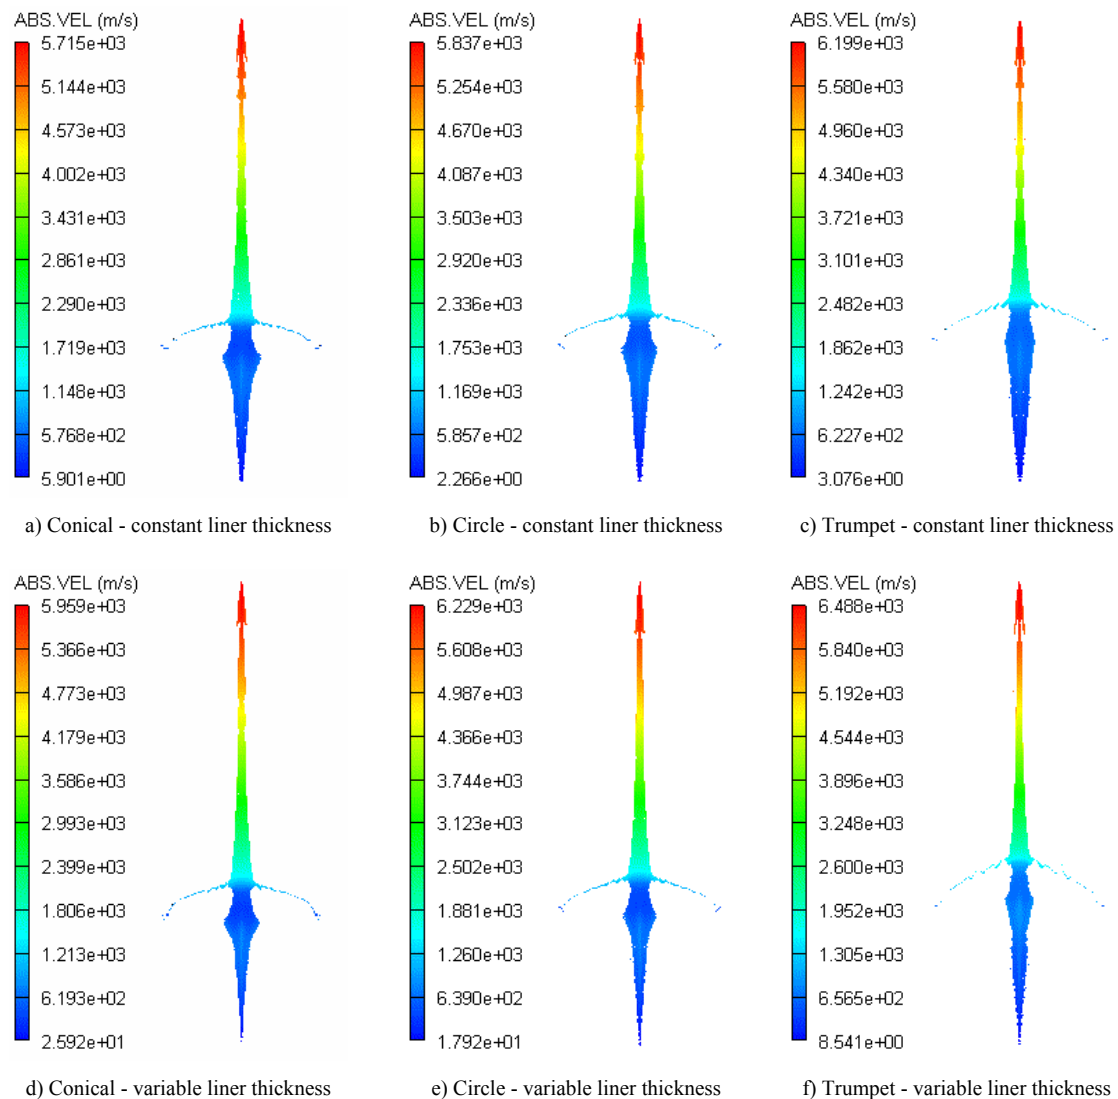 ABS.VEL (m/s)
5.715e+03
5.144e+03
4.573e+03
4.002e+03
3.431e+03
2.861e+03
2.290e+03
1.719e+03
1.148e+03
5.768e+02
5.901e+00
a) Conical - constant liner thickness
ABS.VEL (m/s)
5.837e+03
5.254e+03
4.670e+03
4.087e+03
3.503e+03
2.920e+03
2.336e+03
1.753e+03
1.169e+03
5.857e+02
2.266e+00
b) Circle - constant liner thickness
ABS.VEL (m/s)
6.199e+03
5.580e+03
4.960e+03
4.340e+03
3.721e+03
3.101e+03
2.482e+03
1.862e+03
1.242e+03
6.227e+02
3.076e+00
c) Trumpet - constant liner thickness
ABS.VEL (m/s)
5.959e+03
5.366e+03
4.773e+03
4.179e+03
3.586e+03
2.993e+03
2.399e+03
1.806e+03
1.213e+03
6.193e+02
2.592e+01
d) Conical - variable liner thickness
ABS.VEL (m/s)
6.229e+03
5.608e+03
4.987e+03
4.366e+03
3.744e+03
3.123e+03
2.502e+03
1.881e+03
1.260e+03
6.390e+02
1.792e+01
e) Circle - variable liner thickness
ABS.VEL (m/s)
6.488e+03
5.840e+03
5.192e+03
4.544e+03
3.896e+03
3.248e+03
2.600e+03
1.952e+03
1.305e+03
6.565e+02
8.541e+00
f) Trumpet - variable liner thickness